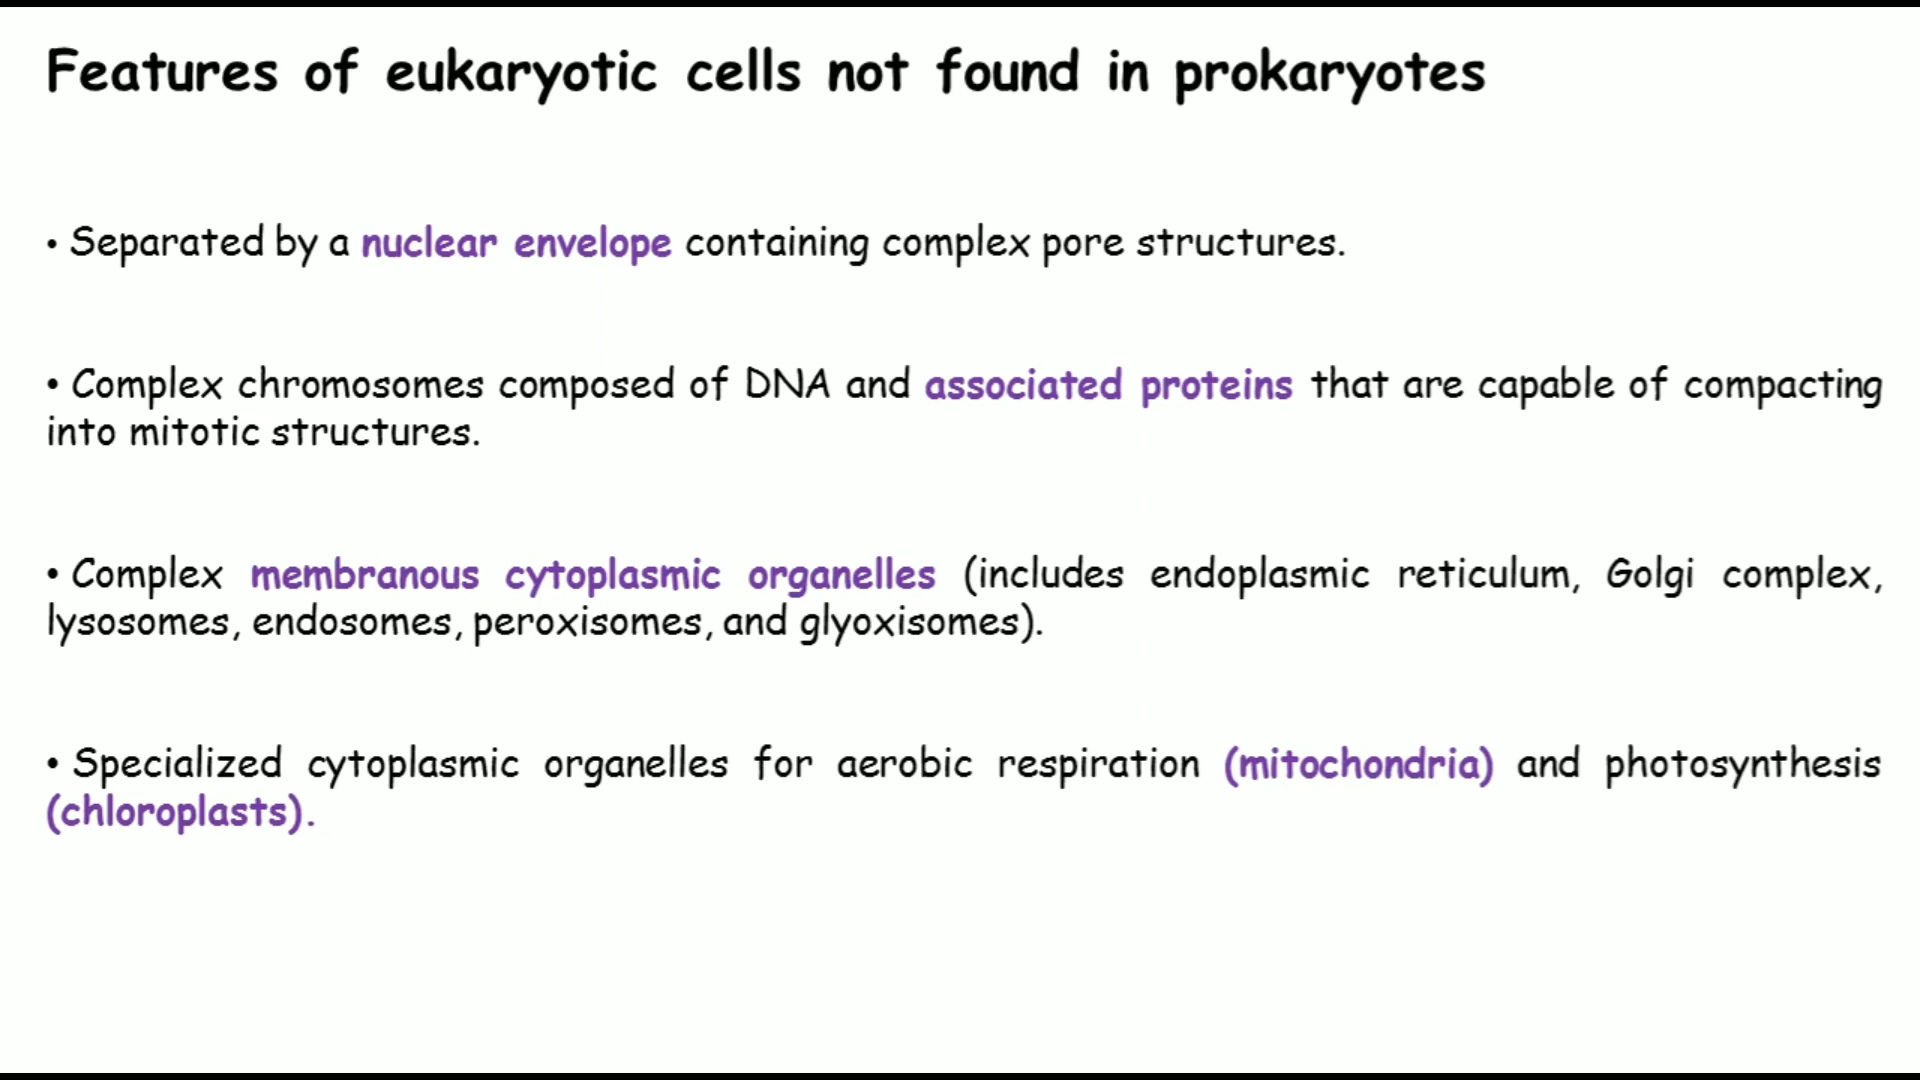 Features of eukaryotic cells not found in prokaryotes
• Separated by a nuclear envelope containing complex pore structures.
• Complex chromosomes composed of DNA and associated proteins that are capable of compacting
into mitotic structures.
• Complex membranous cytoplasmic organelles (includes endoplasmic reticulum, Golgi complex,
lysosomes, endosomes, peroxisomes, and glyoxisomes).
• Specialized cytoplasmic organelles for aerobic respiration (mitochondria) and photosynthesis
(chloroplasts).